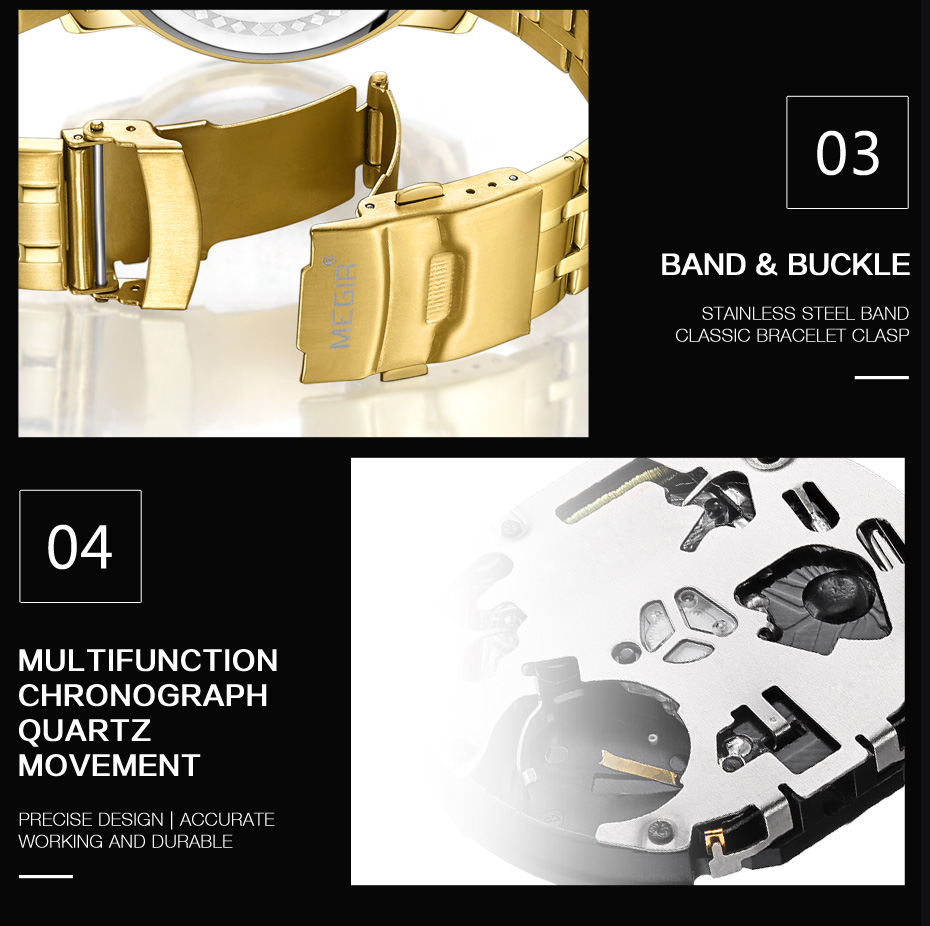 MEGIR®
03
BAND & BUCKLE
STAINLESS STEEL BAND
CLASSIC BRACELET CLASP
04
MULTIFUNCTION
CHRONOGRAPH
QUARTZ
MOVEMENT
PRECISE DESIGN | ACCURATE
WORKING AND DURABLE